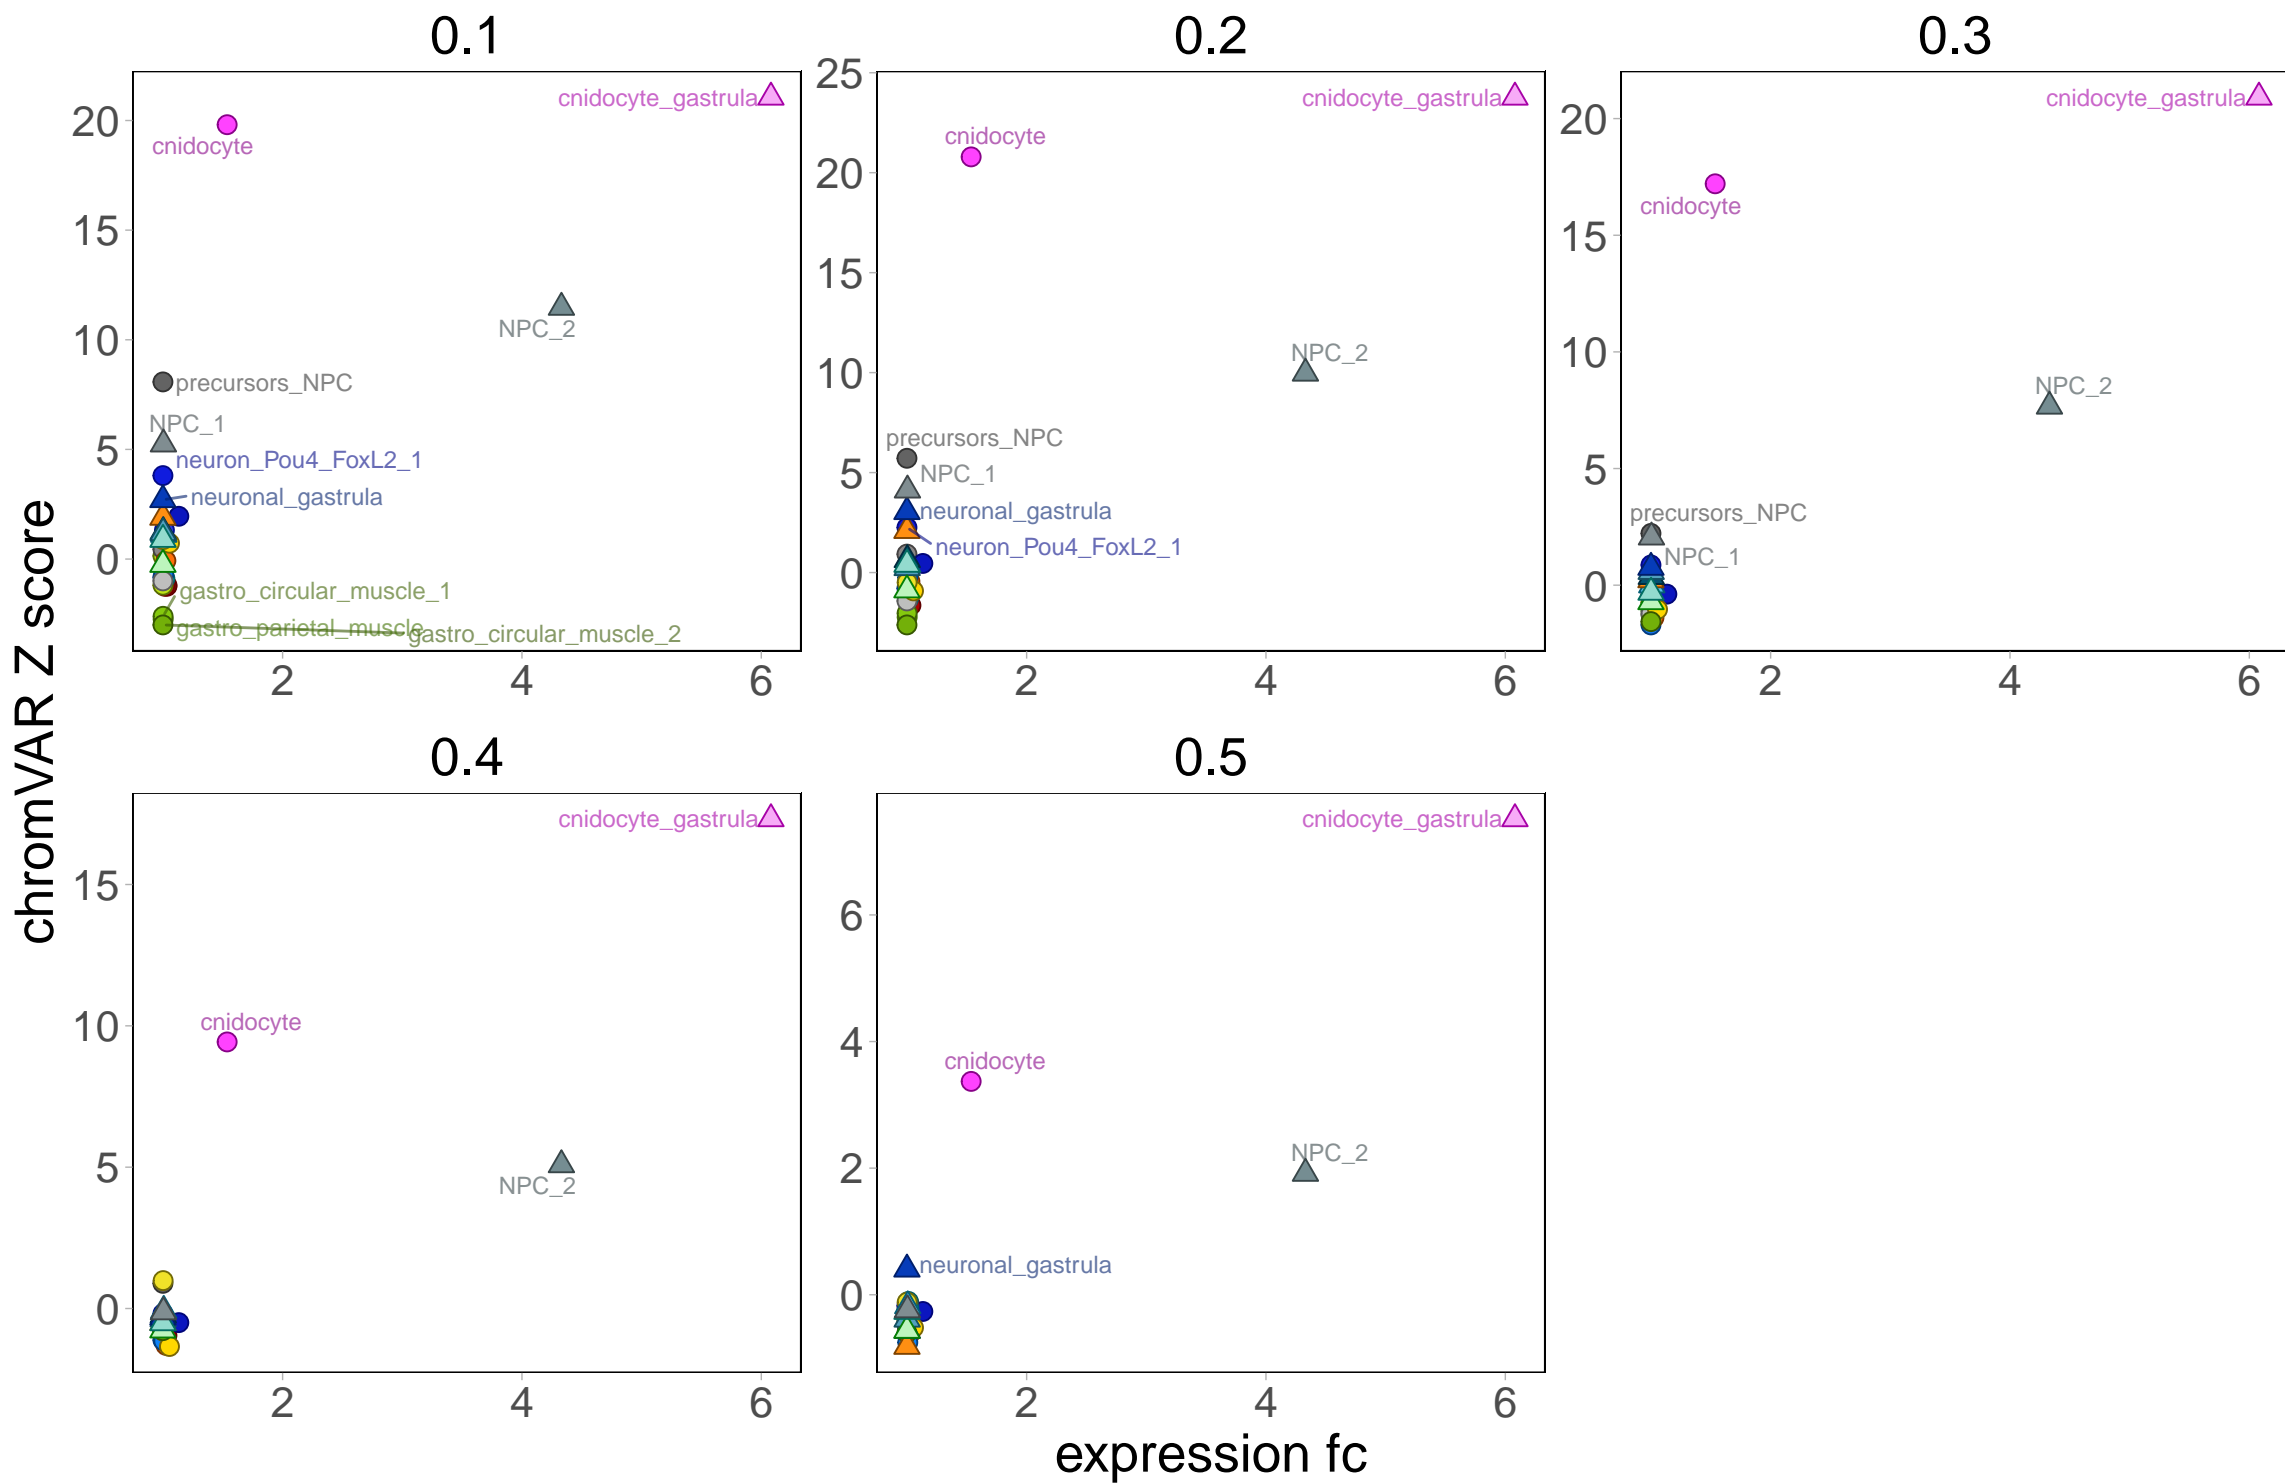 0.1
0.2
0.3
20
15
10
5
0
cnidocyte_gastrula
cnidocyte
NPC_2
precursors_NPC
NPC_1
neuron_Pou4_FoxL2_1
neuronal_gastrula
gastro_circular_muscle_1
gastro_parietal_muscle
gastro_circular_muscle_2
2
4
6
25
20
15
10
5
0
cnidocyte_gastrula
cnidocyte
NPC_2
precursors_NPC
NPC_1
neuronal_gastrula
neuron_Pou4_FoxL2_1
2
4
6
20
15
10
5
0
cnidocyte_gastrula
cnidocyte
NPC_2
precursors_NPC
NPC_1
2
4
6
chromVAR Z score
0.4
0.5
15
10
5
0
cnidocyte_gastrula
cnidocyte
NPC_2
2
4
6
6
4
2
0
cnidocyte_gastrula
cnidocyte
NPC_2
neuronal_gastrula
2
4
6
expression fc